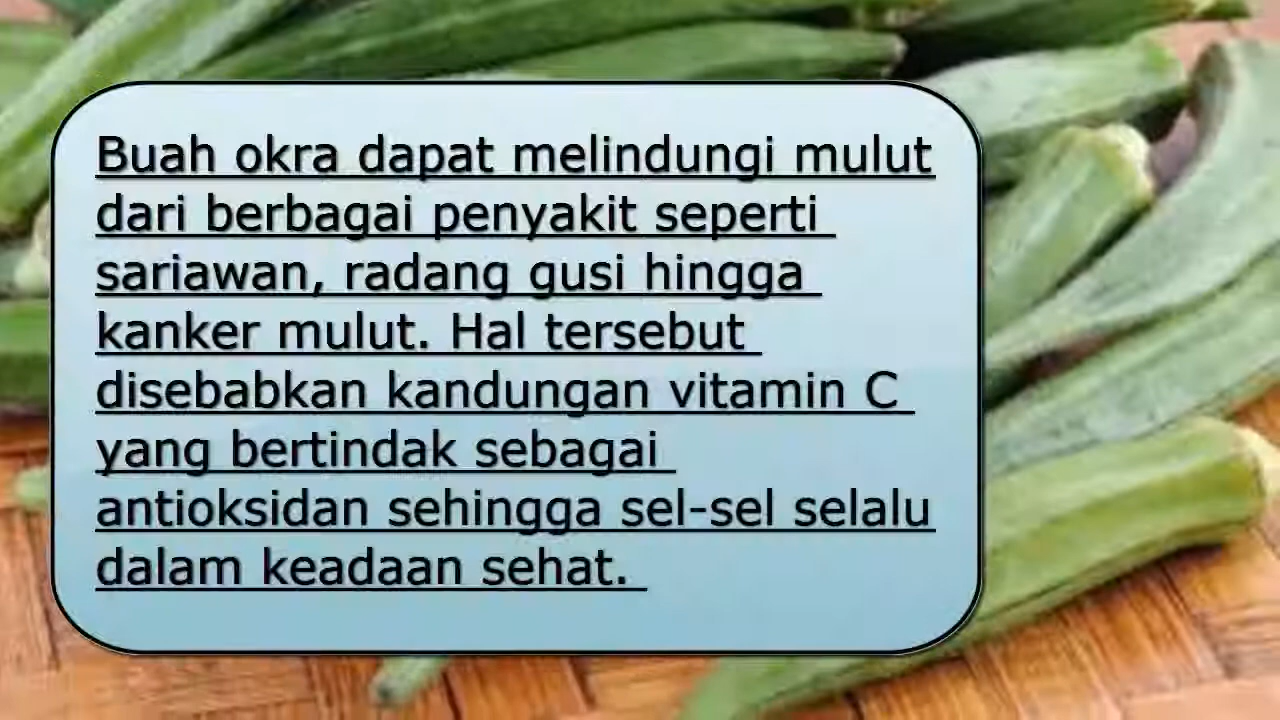 Buah okra dapat melindungi mulut
dari berbagai penyakit seperti
sariawan, radang gusi hingga
kanker mulut. Hal tersebut
disebabkan kandungan vitamin C
yang bertindak sebagai
antioksidan sehingga sel-sel selalu
dalam keadaan sehat.